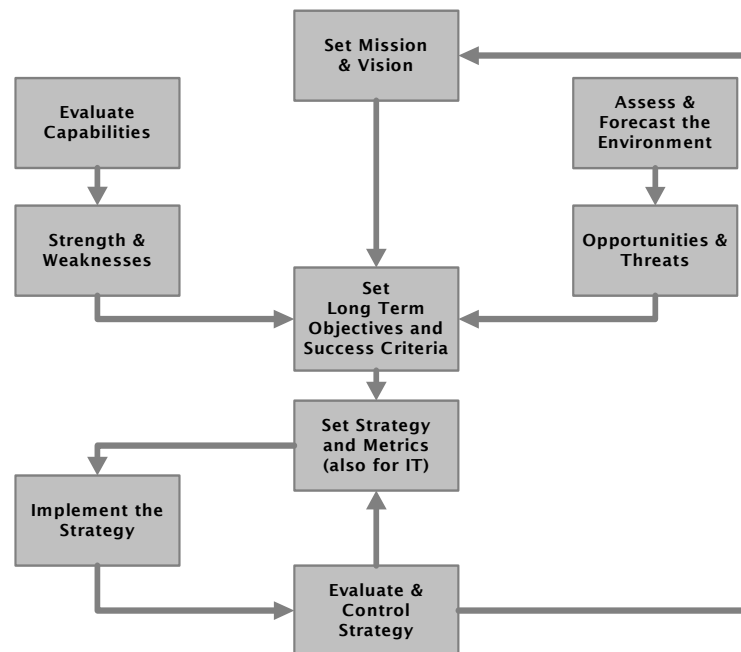 Set Mission
& Vision
Evaluate
Capabilities
Assess &
Forecast the
Environment
Strength &
Weaknesses
Opportunities &
Threats
Set
Long Term
Objectives and
Success Criteria
Set Strategy
and Metrics
(also for IT)
Implement the
Strategy
Evaluate &
Control
Strategy